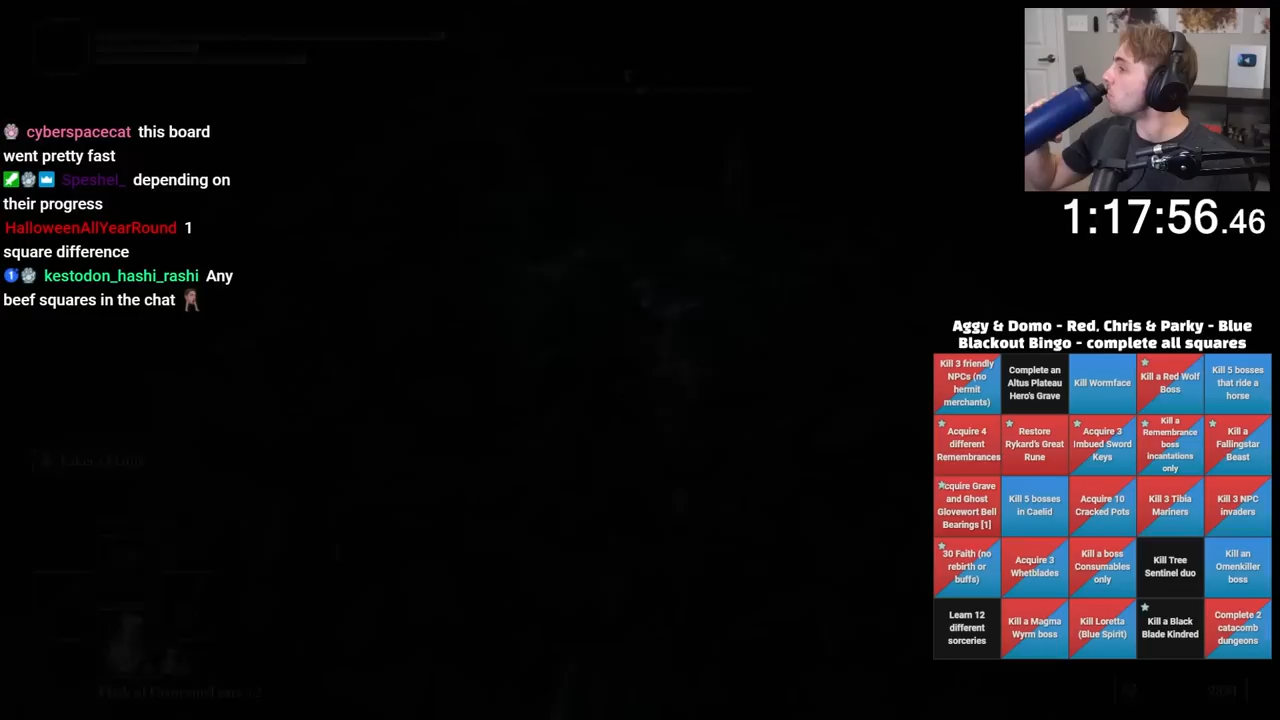 cyberspacecat this board
went pretty fast
Speshel_ depending on
their progress
HalloweenAllYearRound 1
square difference
kestodon_hashi_rashi Any
beef squares in the chat
1:17:56.46
Aggy & Domo - Red, Chris & Parky - Blue
Blackout Bingo - complete all squares
Kill 3 friendly
NPCs (no
hermit
merchants)
Complete an
Altus Plateau
Hero's Grave
Kill Wormface
Kill a Red Wolf
Boss
Kill 5 bosses
that ride a
horse
Acquire 4
different
Remembrances
Restore
Rykard's Great
Rune
Acquire 3
Imbued Sword
Keys
Kill a
Remembrance
boss
incantations
only
Kill a
Fallingstar
Beast
Acquire Grave
and Ghost
Glovewort Bell
Bearings [1]
Kill 5 bosses
in Caelid
Acquire 10
Cracked Pots
Kill 3 Tibia
Mariners
Kill 3 NPC
invaders
30 Faith (no
rebirth or
buffs)
Acquire 3
Whetblades
Kill a boss
Consumables
only
Kill Tree
Sentinel duo
Kill an
Omenkiller
boss
Learn 12
different
sorceries
Kill a Magma
Wyrm boss
Kill Loretta
(Blue Spirit)
Kill a Black
Blade Kindred
Complete 2
catacomb
dungeons